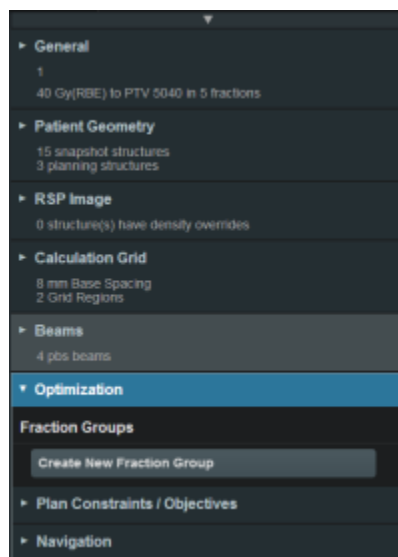 General
1
40 Gy(RBE) to PTV 5040 in 5 fractions
Patient Geometry
15 snapshot structures
3 planning structures
RSP Image
0 structure(s) have density overrides
Calculation Grid
8 mm Base Spacing
2 Grid Regions
Beams
4 pbs beams
Optimization
Fraction Groups
Create New Fraction Group
Plan Constraints / Objectives
Navigation